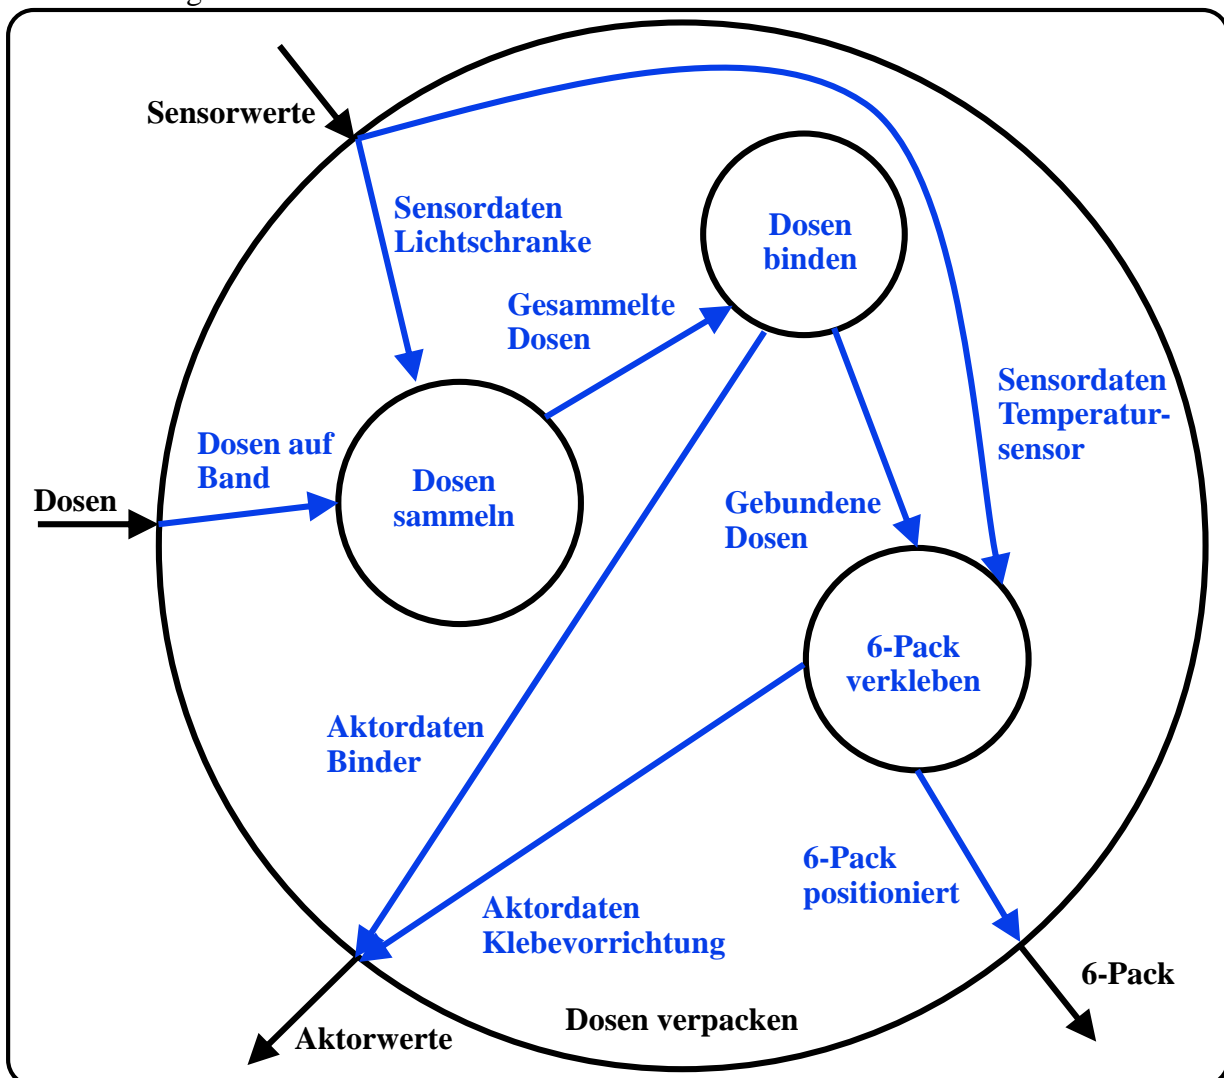 Sensorwerte
Sensordaten
Lichtschranke
Dosen
binden
Gesammelte
Dosen
Sensordaten
Temperatur-
sensor
Dosen auf
Band
Dosen
Dosen
sammeln
Gebundene
Dosen
6-Pack
verkleben
Aktordaten
Binder
6-Pack
positioniert
Aktordaten
Klebevorrichtung
6-Pack
Dosen verpacken
Aktorwerte